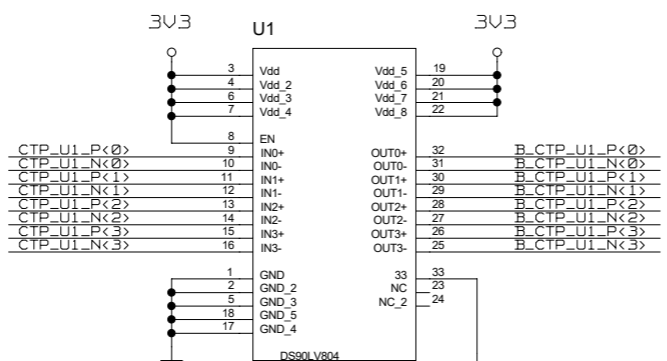 3V3 U1 3V3
3 Vdd Vdd_5 19
4 Vdd_2 Vdd_6 20
6 Vdd_3 Vdd_7 21
7 Vdd_4 Vdd_8 22
8 EN
CTP_U1_P<0> 9 IN0+ OUT0+ 32 B_CTP_U1_P<0>
CTP_U1_N<0> 10 IN0- OUT0- 31 B_CTP_U1_N<0>
CTP_U1_P<1> 11 IN1+ OUT1+ 30 B_CTP_U1_P<1>
CTP_U1_N<1> 12 IN1- OUT1- 29 B_CTP_U1_N<1>
CTP_U1_P<2> 13 IN2+ OUT2+ 28 B_CTP_U1_P<2>
CTP_U1_N<2> 14 IN2- OUT2- 27 B_CTP_U1_N<2>
CTP_U1_P<3> 15 IN3+ OUT3+ 26 B_CTP_U1_P<3>
CTP_U1_N<3> 16 IN3- OUT3- 25 B_CTP_U1_N<3>
1 GND 33 33
2 GND_2 NC 23
5 GND_3 NC_2 24
18 GND_5
17 GND_4
DS90LV804